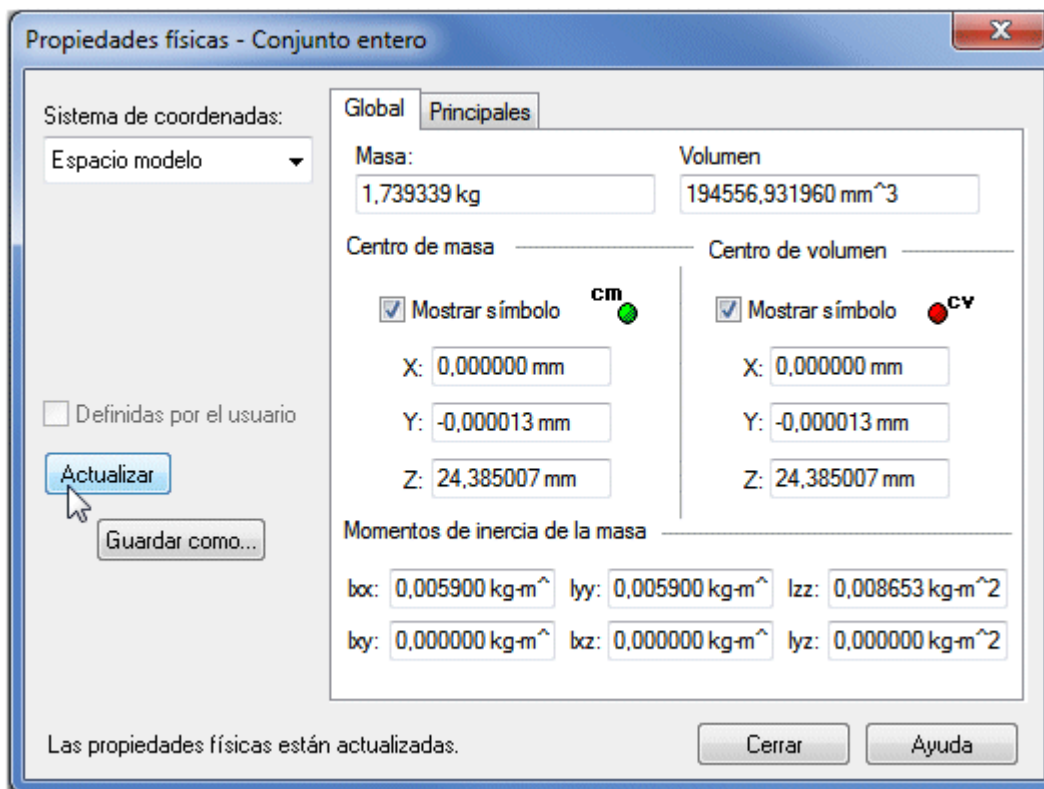 Propiedades físicas - Conjunto entero
Sistema de coordenadas:
Espacio modelo
Definidas por el usuario
Actualizar
Guardar como...
Global Principales
Masa: Volumen
1,739339 kg 194556,931960 mm^3
Centro de masa Centro de volumen
Mostrar símbolo cm Mostrar símbolo cv
X: 0,000000 mm X: 0,000000 mm
Y: -0,000013 mm Y: -0,000013 mm
Z: 24,385007 mm Z: 24,385007 mm
Momentos de inercia de la masa
Ixx: 0,005900 kg-m^ Iyy: 0,005900 kg-m^ Izz: 0,008653 kg-m^2
Ixy: 0,000000 kg-m^ Ixz: 0,000000 kg-m^ Iyz: 0,000000 kg-m^2
Las propiedades físicas están actualizadas. Cerrar Ayuda